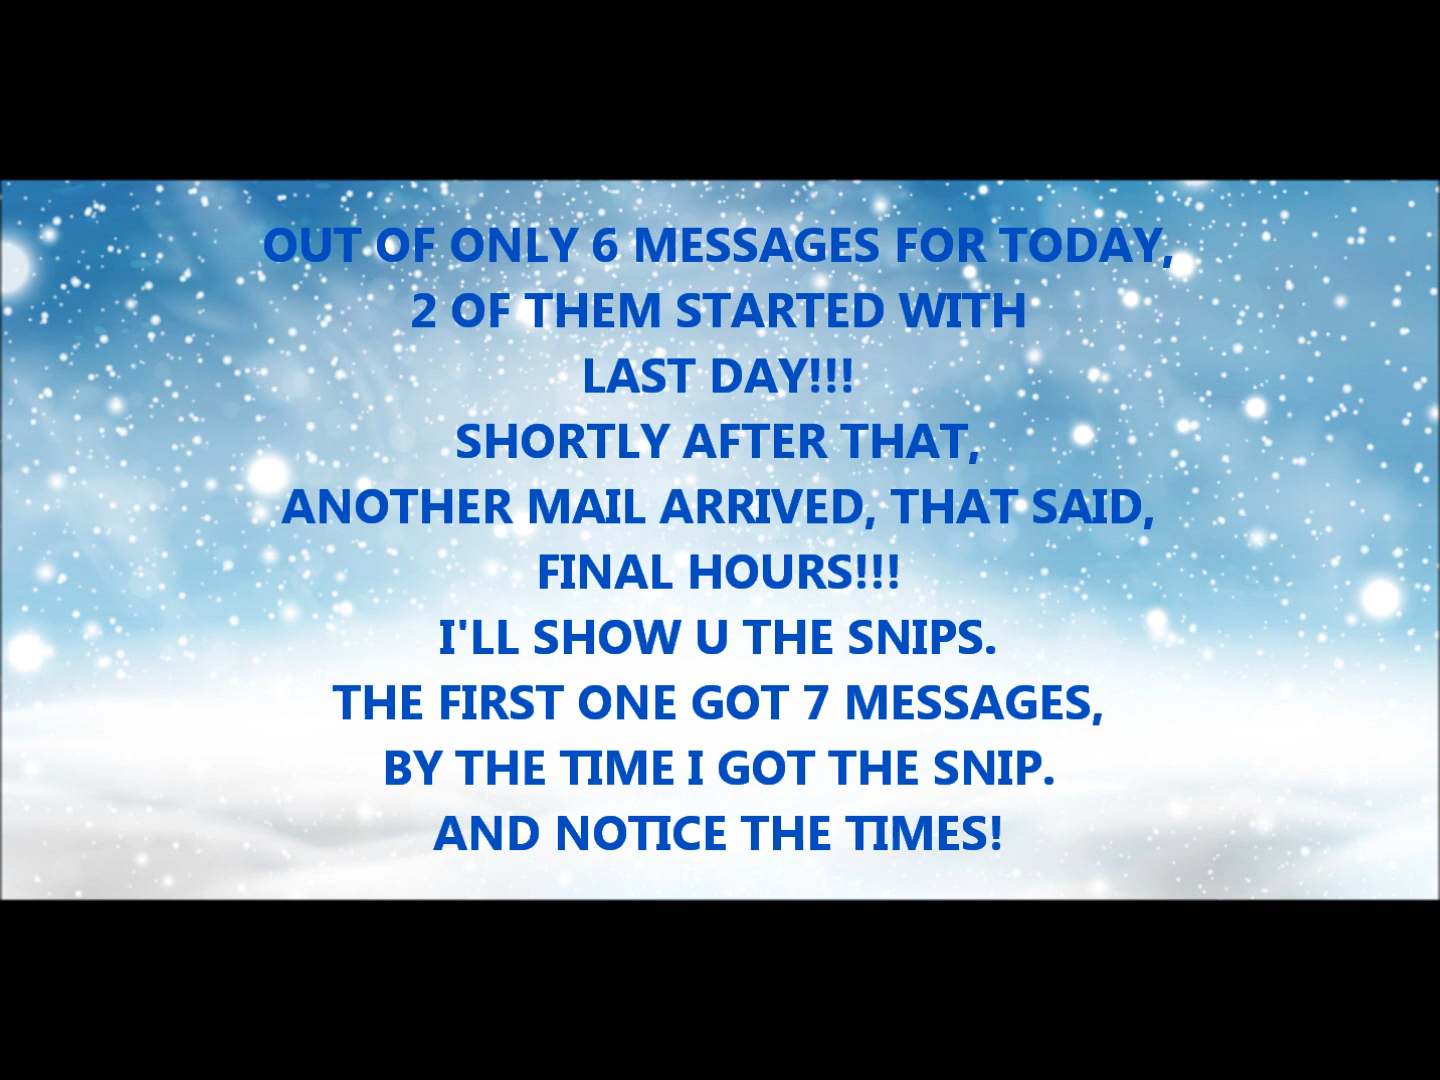 OUT OF ONLY 6 MESSAGES FOR TODAY,
2 OF THEM STARTED WITH
LAST DAY!!!
SHORTLY AFTER THAT,
ANOTHER MAIL ARRIVED, THAT SAID,
FINAL HOURS!!!
I'LL SHOW U THE SNIPS.
THE FIRST ONE GOT 7 MESSAGES,
BY THE TIME I GOT THE SNIP.
AND NOTICE THE TIMES!